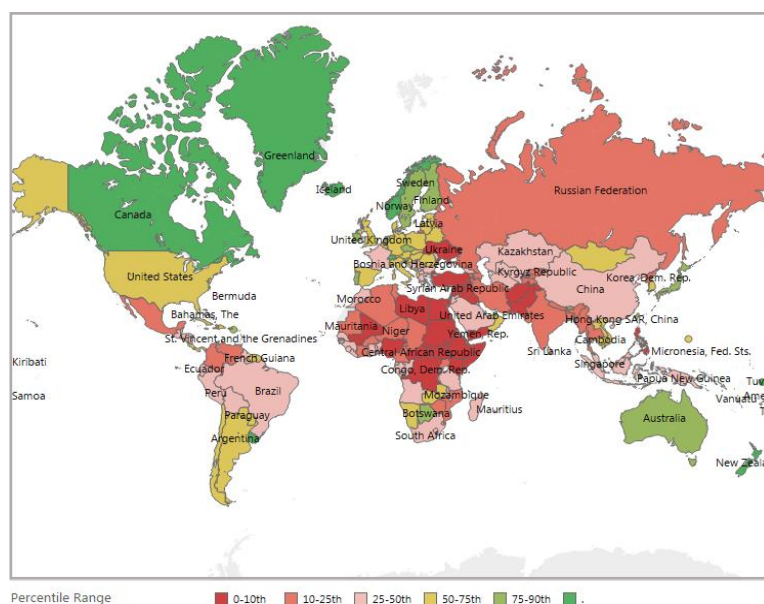 Greenland
Iceland
Sweden
Finland
Norway
Russian Federation
Canada
Latvia
United Kingdom
Ukraine
Kazakhstan
Bosnia and Herzegovina
Kyrgyz Republic
United States
Korea, Dem. Rep.
Syrian Arab Republic
China
Bermuda
Morocco
Libya
United Arab Emirates
Bahamas, The
Hong Kong SAR, China
Mauritania
Niger
Yemen, Rep.
St. Vincent and the Grenadines
Cambodia
Central African Republic
Sri Lanka
Micronesia, Fed. Sts.
Kiribati
French Guiana
Ecuador
Congo, Dem. Rep.
Singapore
Papua New Guinea
Tuv
Samoa
Peru
Brazil
Mozambique
Vanuatu
Ame
T
Paraguay
Botswana
Mauritius
Australia
Argentina
South Africa
New Zeala
Percentile Range
0-10th
10-25th
25-50th
50-75th
75-90th
.